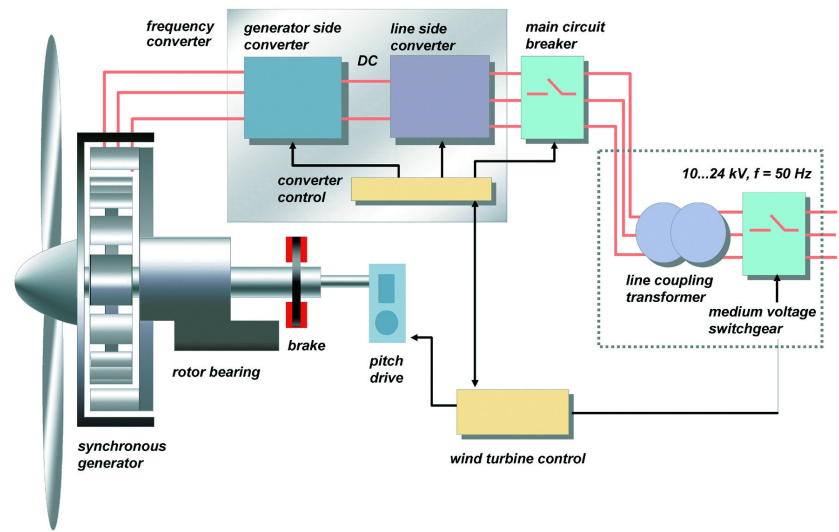 frequency
converter
generator side
converter
DC
line side
converter
main circuit
breaker
converter
control
10...24 kV, f = 50 Hz
line coupling
transformer
medium voltage
switchgear
rotor bearing
brake
pitch
drive
synchronous
generator
wind turbine control